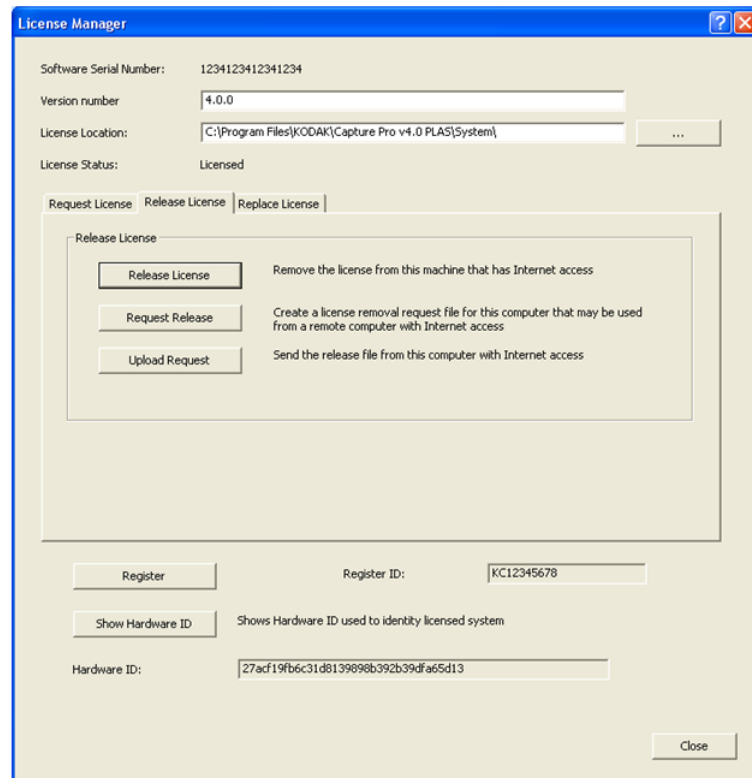 License Manager
Software Serial Number: 1234123412341234
Version number 4.0.0
License Location: C:\Program Files\KODAK\Capture Pro v4.0 PLAS\System\ ...
License Status: Licensed
Request License Release License Replace License
Release License
Release License Remove the license from this machine that has Internet access
Request Release Create a license removal request file for this computer that may be used
from a remote computer with Internet access
Upload Request Send the release file from this computer with Internet access
Register Register ID: KC12345678
Show Hardware ID Shows Hardware ID used to identity licensed system
Hardware ID: 27acf19fb6c31d8139898b392b39dfa65d13
Close